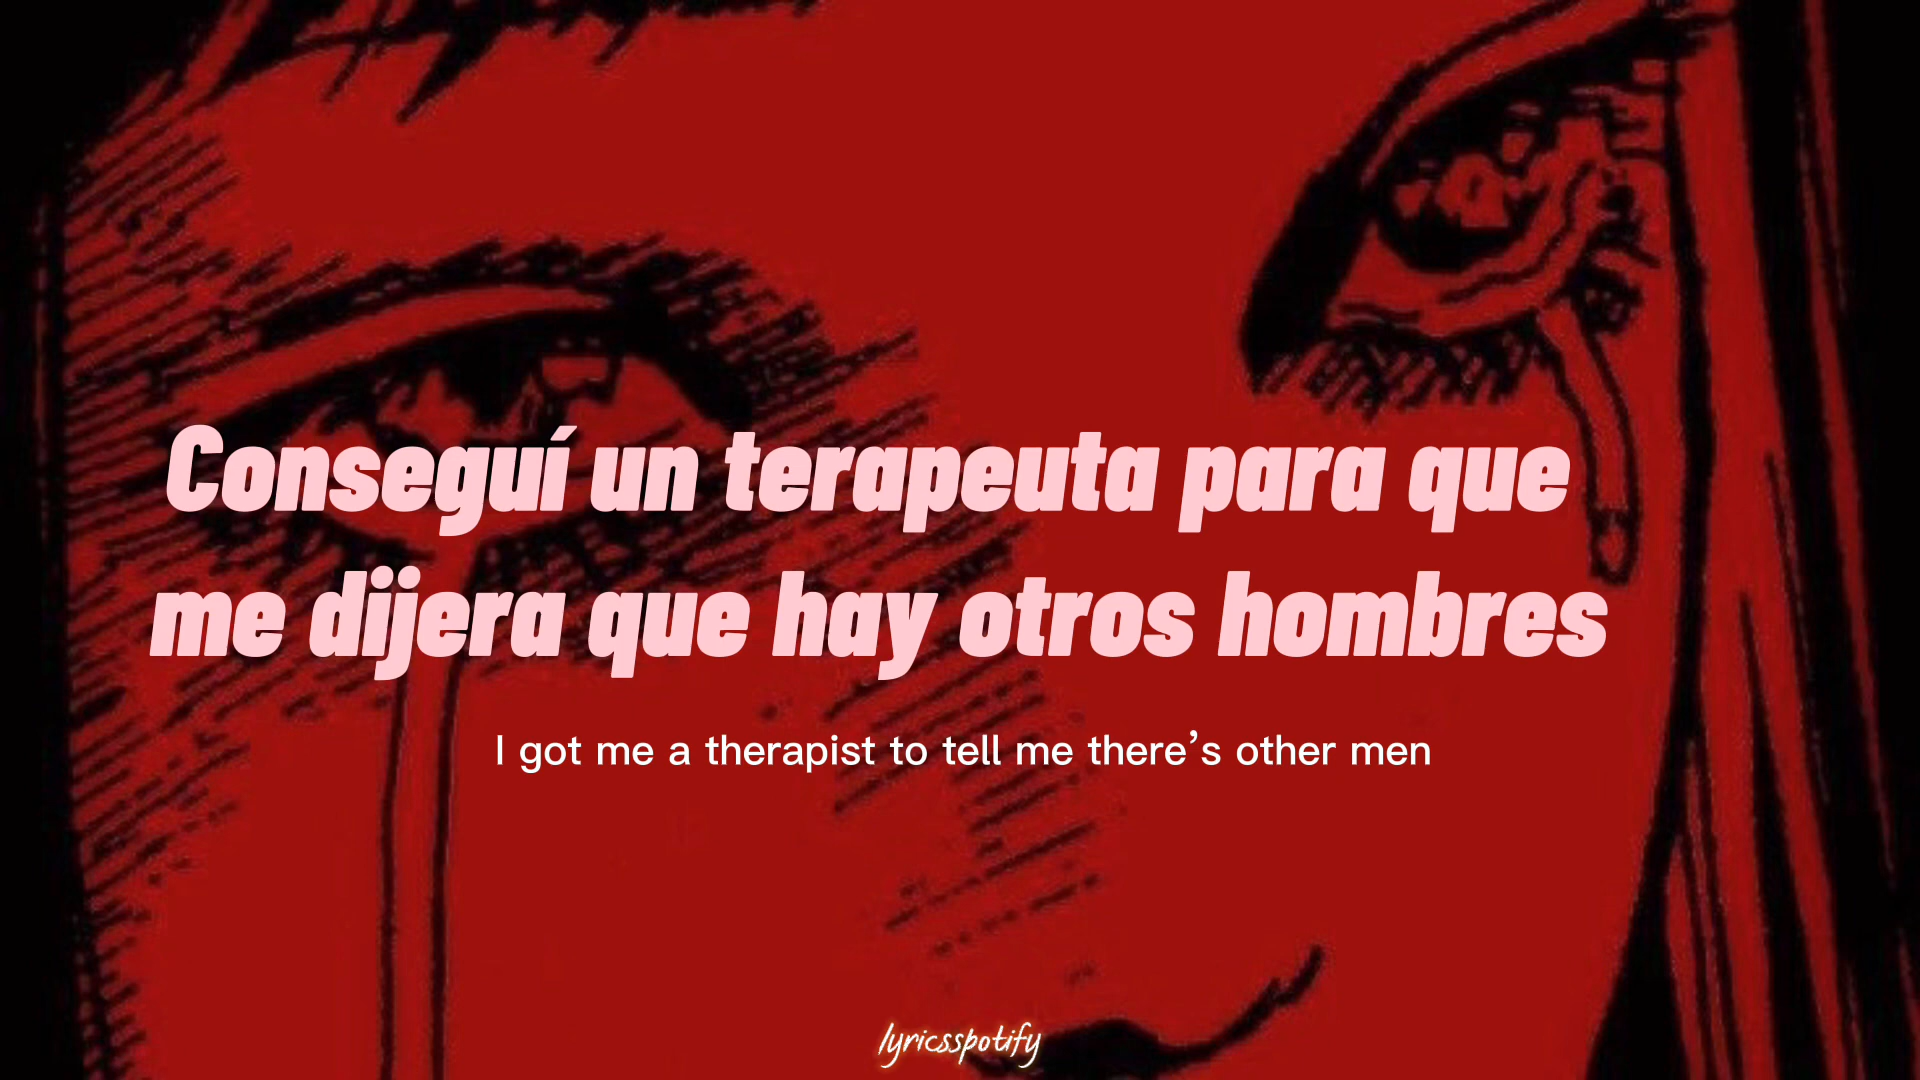 Conseguí un terapeuta para que
me dijera que hay otros hombres
I got me a therapist to tell me there’s other men
lyricsspotify